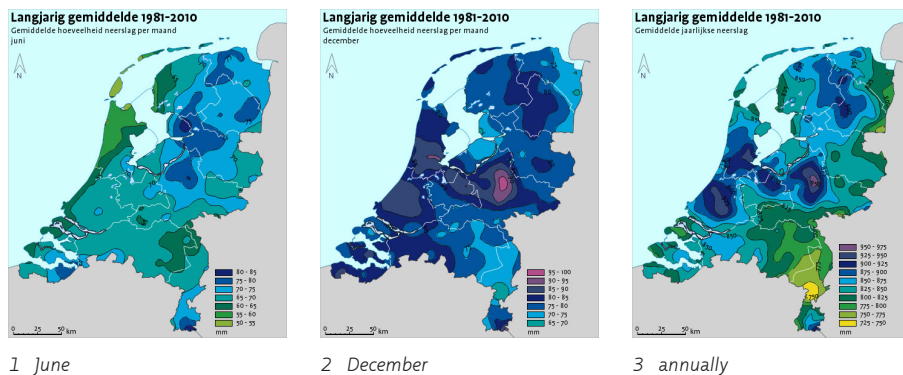 Langjarig gemiddelde 1981-2010
Gemiddelde hoeveelheid neerslag per maand
juni
N
80 - 85
75 - 80
70 - 75
65 - 70
60 - 65
55 - 60
50 - 55
mm
0 25 50 km
1 June
Langjarig gemiddelde 1981-2010
Gemiddelde hoeveelheid neerslag per maand
december
N
95 - 100
90 - 95
85 - 90
80 - 85
75 - 80
70 - 75
65 - 70
mm
0 25 50 km
2 December
Langjarig gemiddelde 1981-2010
Gemiddelde jaarlijkse neerslag
N
950 - 975
925 - 950
900 - 925
875 - 900
850 - 875
825 - 850
800 - 825
775 - 800
750 - 775
725 - 750
mm
0 25 50 km
3 annually